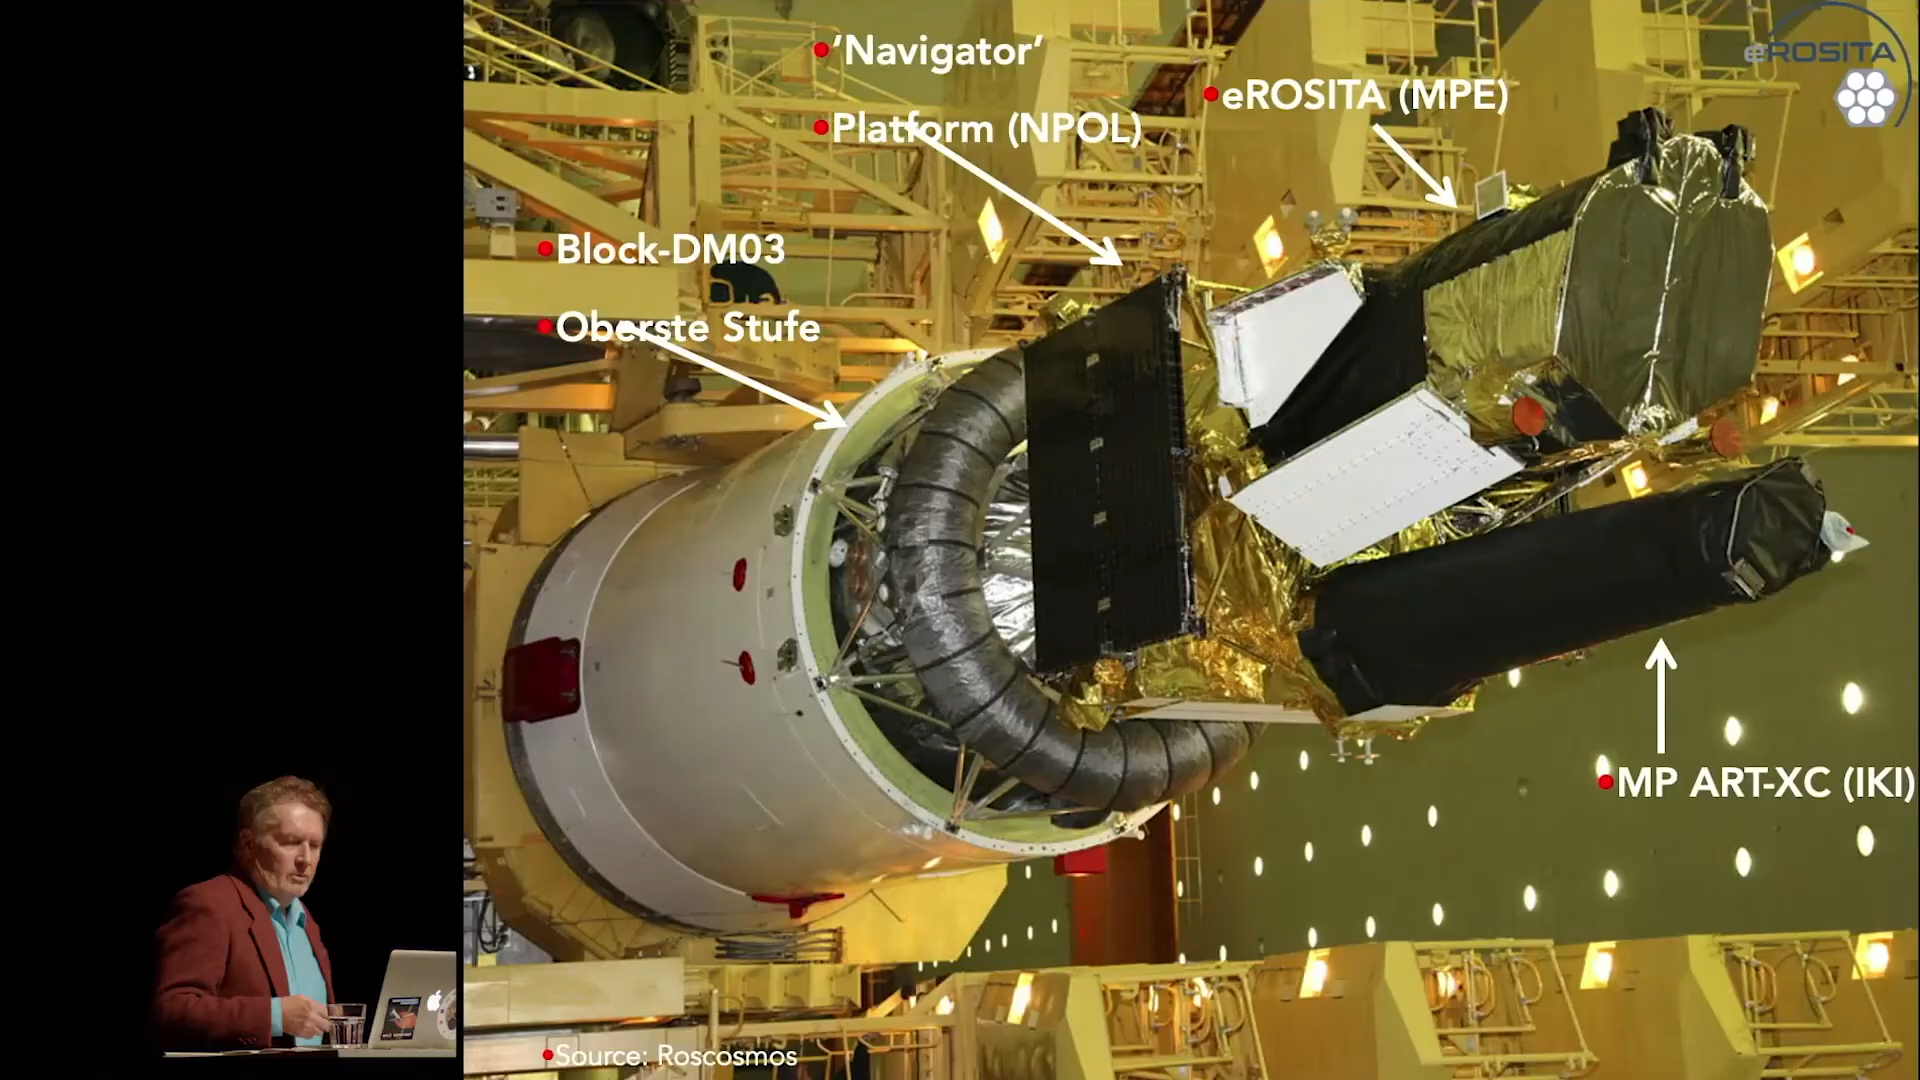 'Navigator'
Platform (NPOL)
eROSITA (MPE)
eROSITA
Block-DM03
Oberste Stufe
MP ART-XC (IKI)
Source: Roscosmos